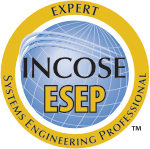 EXPERT
INCOSE
ESEP
SYSTEMS ENGINEERING PROFESSIONAL
TM